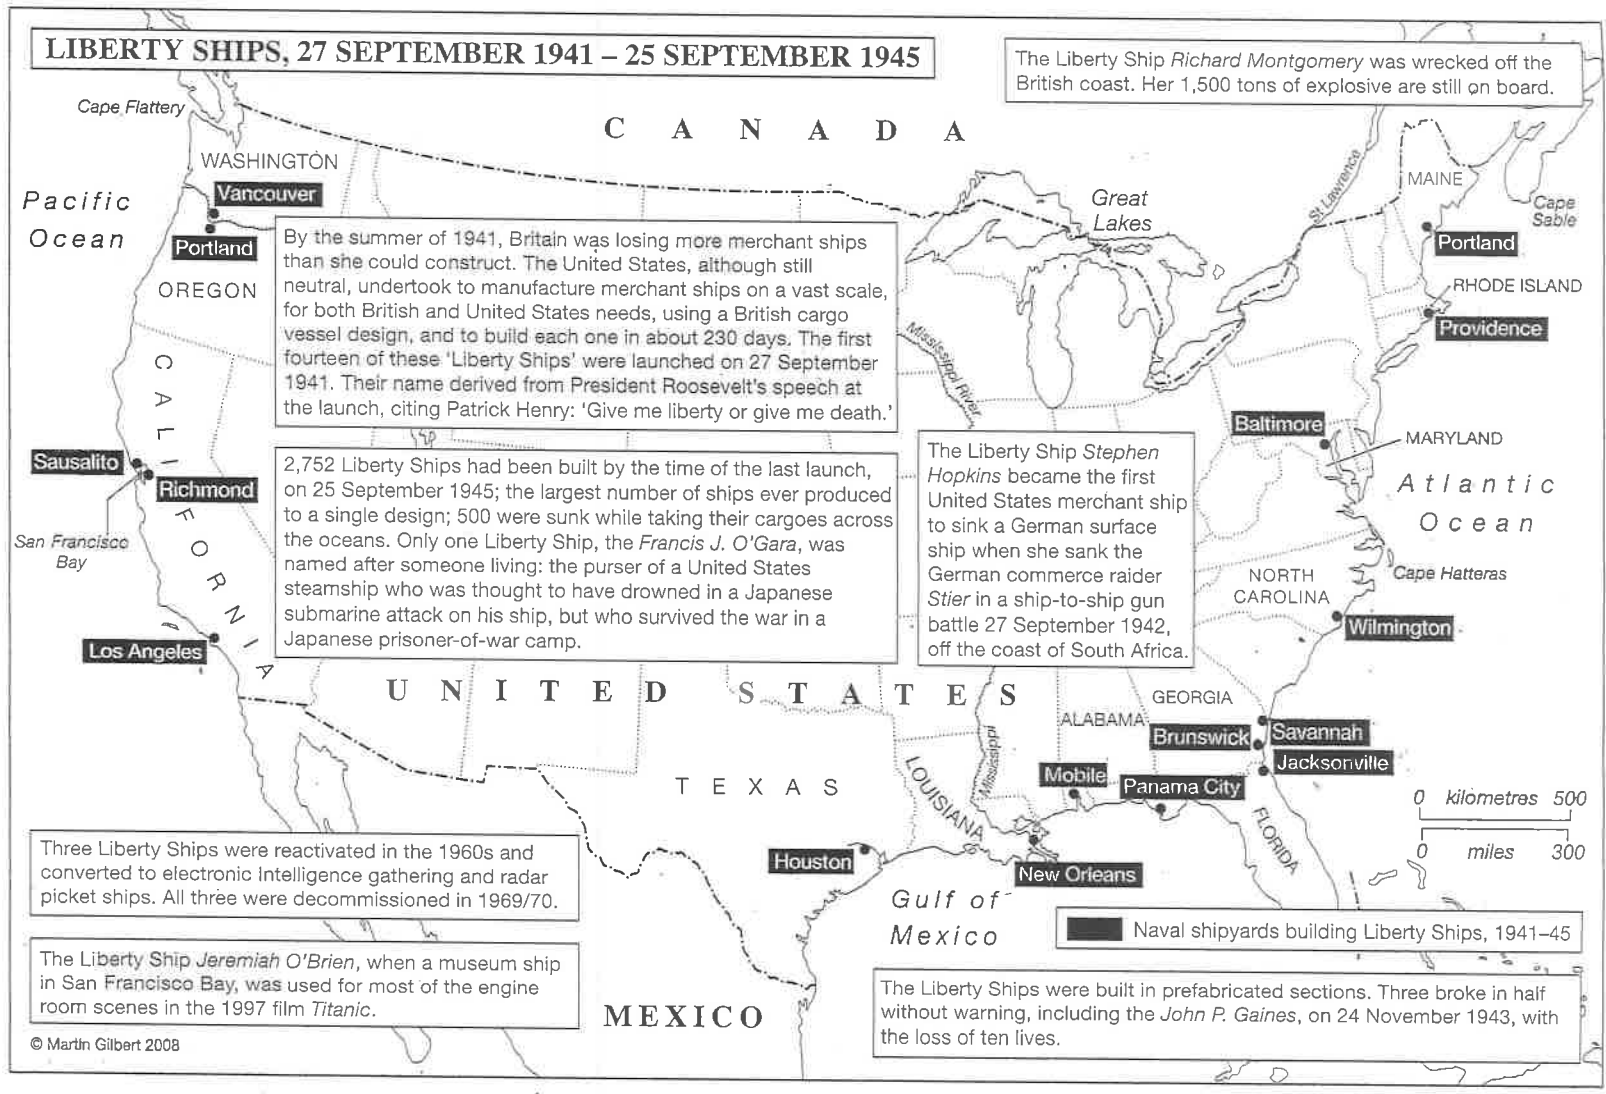 LIBERTY SHIPS, 27 SEPTEMBER 1941 – 25 SEPTEMBER 1945
The Liberty Ship Richard Montgomery was wrecked off the
British coast. Her 1,500 tons of explosive are still on board.
Cape Flattery
C A N A D A
WASHINGTON
Pacific
Ocean
Vancouver
Portland
OREGON
Great
Lakes
St Lawrence
MAINE
Cape
Sable
Portland
RHODE ISLAND
Providence
By the summer of 1941, Britain was losing more merchant ships
than she could construct. The United States, although still
neutral, undertook to manufacture merchant ships on a vast scale,
for both British and United States needs, using a British cargo
vessel design, and to build each one in about 230 days. The first
fourteen of these ‘Liberty Ships’ were launched on 27 September
1941. Their name derived from President Roosevelt's speech at
the launch, citing Patrick Henry: ‘Give me liberty or give me death.’
Mississippi River
CALIFORNIA
Sausalito
Richmond
San Francisco
Bay
Los Angeles
2,752 Liberty Ships had been built by the time of the last launch,
on 25 September 1945; the largest number of ships ever produced
to a single design; 500 were sunk while taking their cargoes across
the oceans. Only one Liberty Ship, the Francis J. O'Gara, was
named after someone living: the purser of a United States
steamship who was thought to have drowned in a Japanese
submarine attack on his ship, but who survived the war in a
Japanese prisoner-of-war camp.
The Liberty Ship Stephen
Hopkins became the first
United States merchant ship
to sink a German surface
ship when she sank the
German commerce raider
Stier in a ship-to-ship gun
battle 27 September 1942,
off the coast of South Africa.
Baltimore
MARYLAND
Atlantic
Ocean
NORTH
CAROLINA
Cape Hatteras
Wilmington
U N I T E D S T A T E S
GEORGIA
ALABAMA
Brunswick
Savannah
Jacksonville
T E X A S
LOUISIANA
Mississippi
Mobile
Panama City
FLORIDA
Houston
New Orleans
Gulf of
Mexico
0 kilometres 500
0 miles 300
Three Liberty Ships were reactivated in the 1960s and
converted to electronic Intelligence gathering and radar
picket ships. All three were decommissioned in 1969/70.
Naval shipyards building Liberty Ships, 1941–45
The Liberty Ship Jeremiah O'Brien, when a museum ship
in San Francisco Bay, was used for most of the engine
room scenes in the 1997 film Titanic.
MEXICO
The Liberty Ships were built in prefabricated sections. Three broke in half
without warning, including the John P. Gaines, on 24 November 1943, with
the loss of ten lives.
© Martin Gilbert 2008